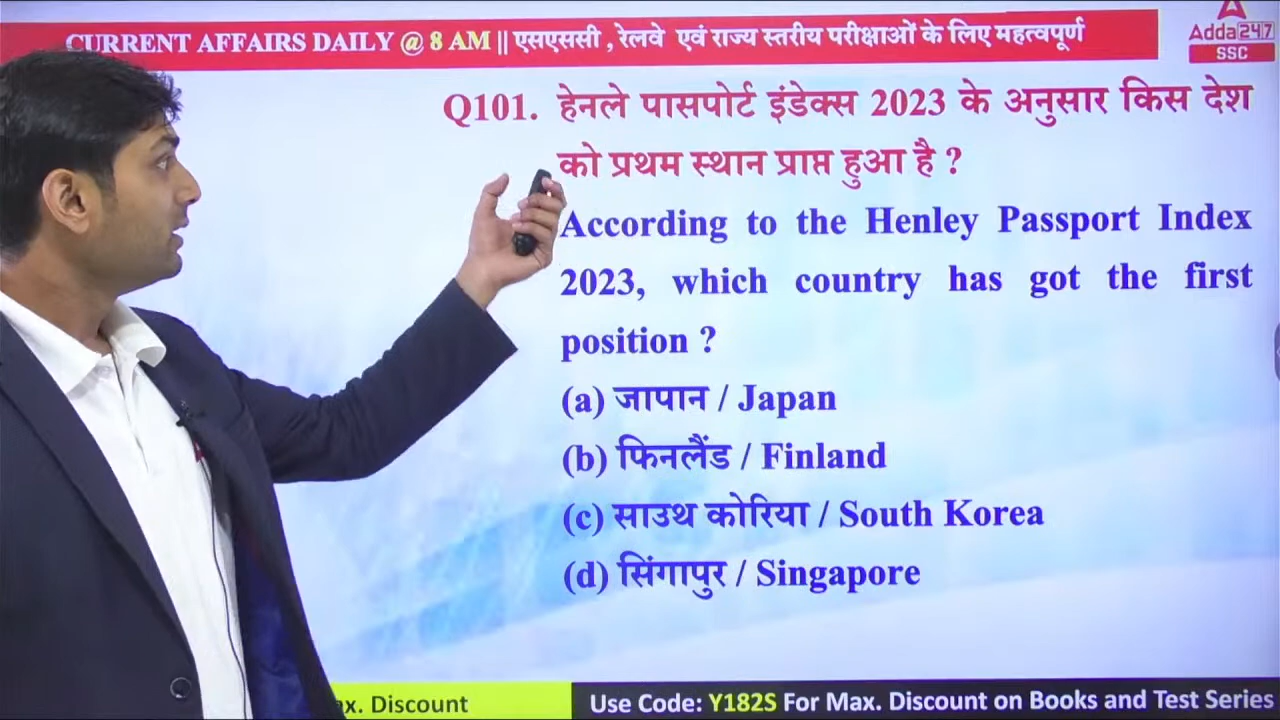 CURRENT AFFAIRS DAILY @ 8 AM || एसएससी , रेलवे एवं राज्य स्तरीय परीक्षाओं के लिए महत्वपूर्ण
Adda 247
SSC
Q101. हेनले पासपोर्ट इंडेक्स 2023 के अनुसार किस देश
को प्रथम स्थान प्राप्त हुआ है ?
According to the Henley Passport Index
2023, which country has got the first
position ?
(a) जापान / Japan
(b) फिनलैंड / Finland
(c) साउथ कोरिया / South Korea
(d) सिंगापुर / Singapore
Discount
Use Code: Y182S For Max. Discount on Books and Test Series